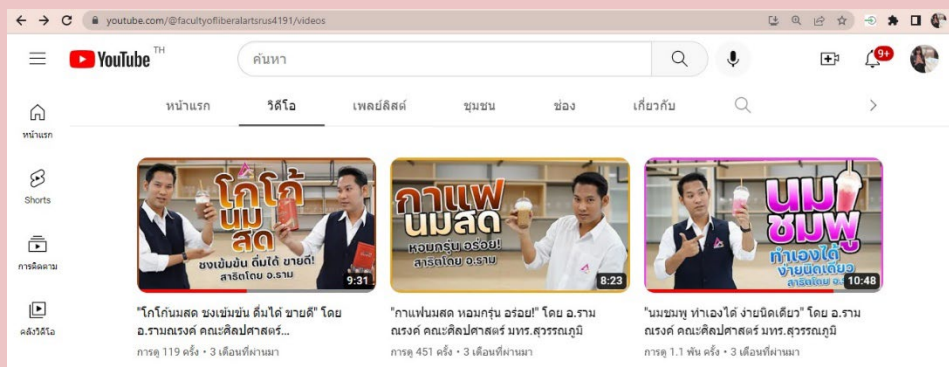 youtube.com/@facultyofliberalartsrus4191/videos
YouTube TH
ค้นหา
9+
หน้าแรก
วิดีโอ
เพลย์ลิสต์
ชุมชน
ช่อง
เกี่ยวกับ
หน้าแรก
Shorts
การติดตาม
คลังวิดีโอ
โกโก้
นม
สด
ชงเข้มข้น ดื่มได้ ขายดี!
สาธิตโดย อ.ราม
9:31
"โกโก้นมสด ชงเข้มข้น ดื่มได้ ขายดี" โดย
อ.รามณรงค์ คณะศิลปศาสตร์...
การดู 119 ครั้ง • 3 เดือนที่ผ่านมา
กาแฟ
นมสด
หอมกรุ่น อร่อย!
สาธิตโดย อ.ราม
8:23
"กาแฟนมสด หอมกรุ่น อร่อย!" โดย อ.ราม
ณรงค์ คณะศิลปศาสตร์ มทร.สุวรรณภูมิ
การดู 451 ครั้ง • 3 เดือนที่ผ่านมา
นม
ชมพู
ทำเองได้
ง่ายนิดเดียว
สาธิตโดย อ.
10:48
"นมชมพู ทำเองได้ ง่ายนิดเดียว" โดย อ.ราม
ณรงค์ คณะศิลปศาสตร์ มทร.สุวรรณภูมิ
การดู 1.1 พัน ครั้ง • 3 เดือนที่ผ่านมา